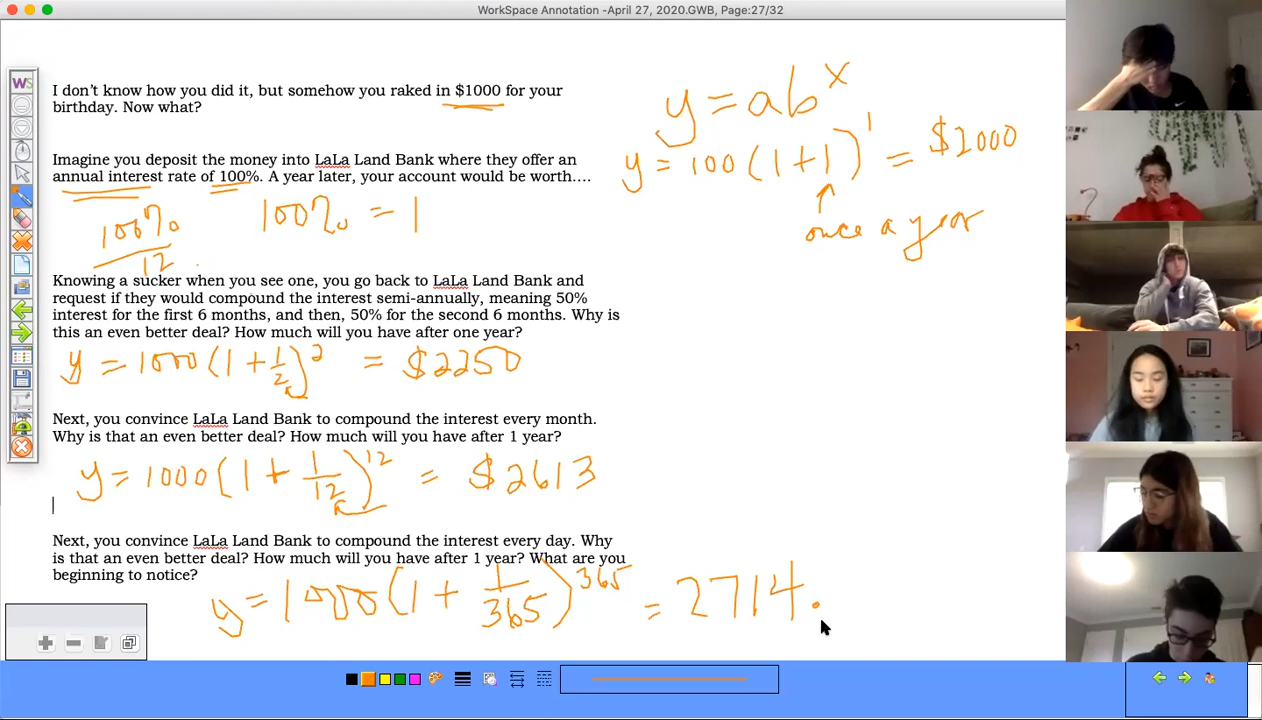 WorkSpace Annotation -April 27, 2020.GWB, Page:27/32
WS
I don't know how you did it, but somehow you raked in $1000 for your
birthday. Now what?
y = ab^x
y = 100(1+1)^1 = $2000
once a year
Imagine you deposit the money into LaLa Land Bank where they offer an
annual interest rate of 100%. A year later, your account would be worth....
100%/12
100% = 1
Knowing a sucker when you see one, you go back to LaLa Land Bank and
request if they would compound the interest semi-annually, meaning 50%
interest for the first 6 months, and then, 50% for the second 6 months. Why is
this an even better deal? How much will you have after one year?
y = 1000(1+1/2)^2 = $2250
Next, you convince LaLa Land Bank to compound the interest every month.
Why is that an even better deal? How much will you have after 1 year?
y = 1000(1+1/12)^12 = $2613
Next, you convince LaLa Land Bank to compound the interest every day. Why
is that an even better deal? How much will you have after 1 year? What are you
beginning to notice?
y = 1000(1+1/365)^365 = 2714.